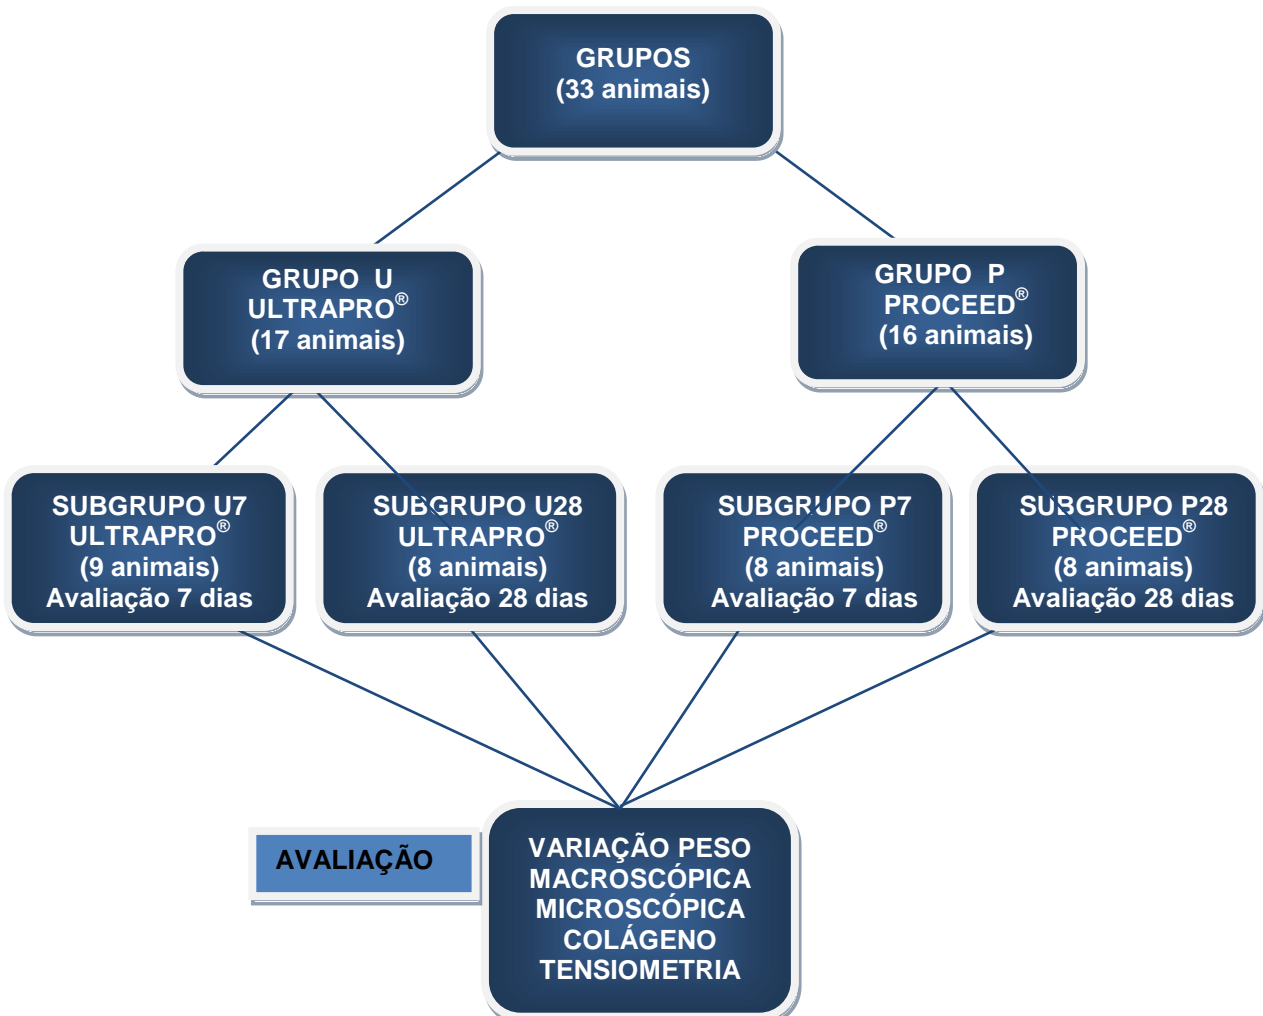 GRUPOS
(33 animais)
GRUPO U
ULTRAPRO®
(17 animais)
GRUPO P
PROCEED®
(16 animais)
SUBGRUPO U7
ULTRAPRO®
(9 animais)
Avaliação 7 dias
SUBGRUPO U28
ULTRAPRO®
(8 animais)
Avaliação 28 dias
SUBGRUPO P7
PROCEED®
(8 animais)
Avaliação 7 dias
SUBGRUPO P28
PROCEED®
(8 animais)
Avaliação 28 dias
AVALIAÇÃO
VARIAÇÃO PESO
MACROSCÓPICA
MICROSCÓPICA
COLÁGENO
TENSIOMETRIA